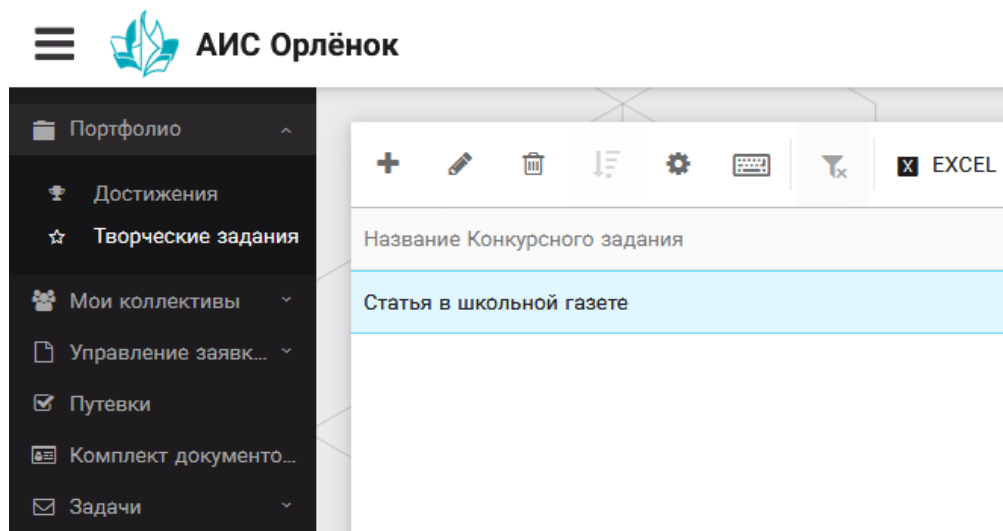 АИС Орлёнок
Портфолио
Достижения
Творческие задания
Мои коллективы
Управление заявк...
Путевки
Комплект документо...
Задачи
X EXCEL
Название Конкурсного задания
Статья в школьной газете